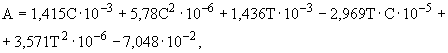 A = 1,415C·10⁻³ + 5,78C²·10⁻⁶ + 1,436T·10⁻³ − 2,969T·C·10⁻⁵ +
+ 3,571T²·10⁻⁶ − 7,048·10⁻²,